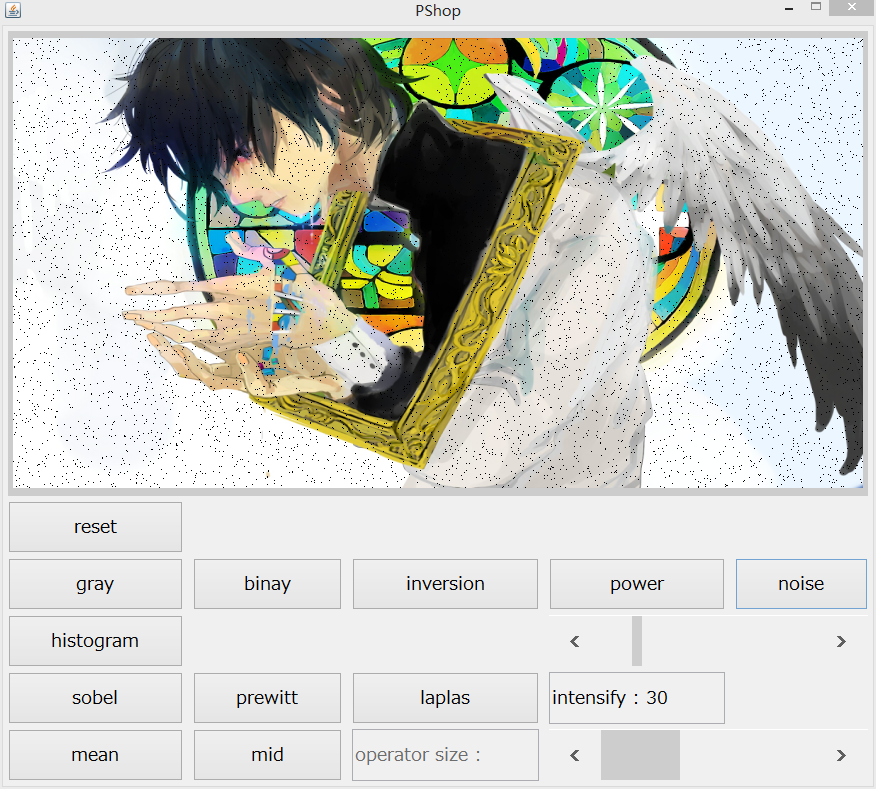 PShop
reset
gray binay inversion power noise
histogram
sobel prewitt laplas intensify : 30
mean mid operator size :